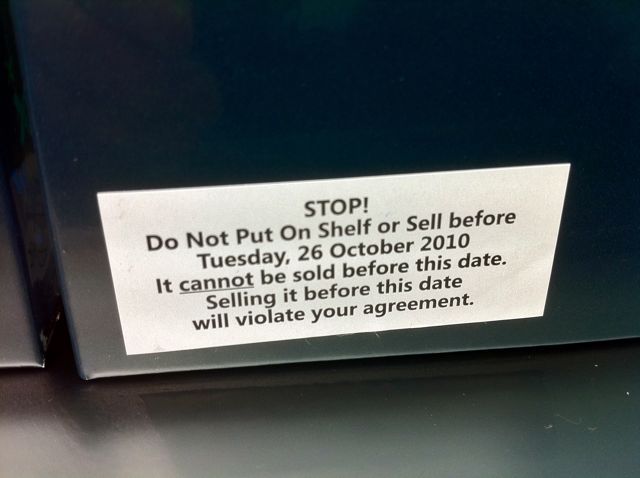 STOP!
Do Not Put On Shelf or Sell before
Tuesday, 26 October 2010
It cannot be sold before this date.
Selling it before this date
will violate your agreement.